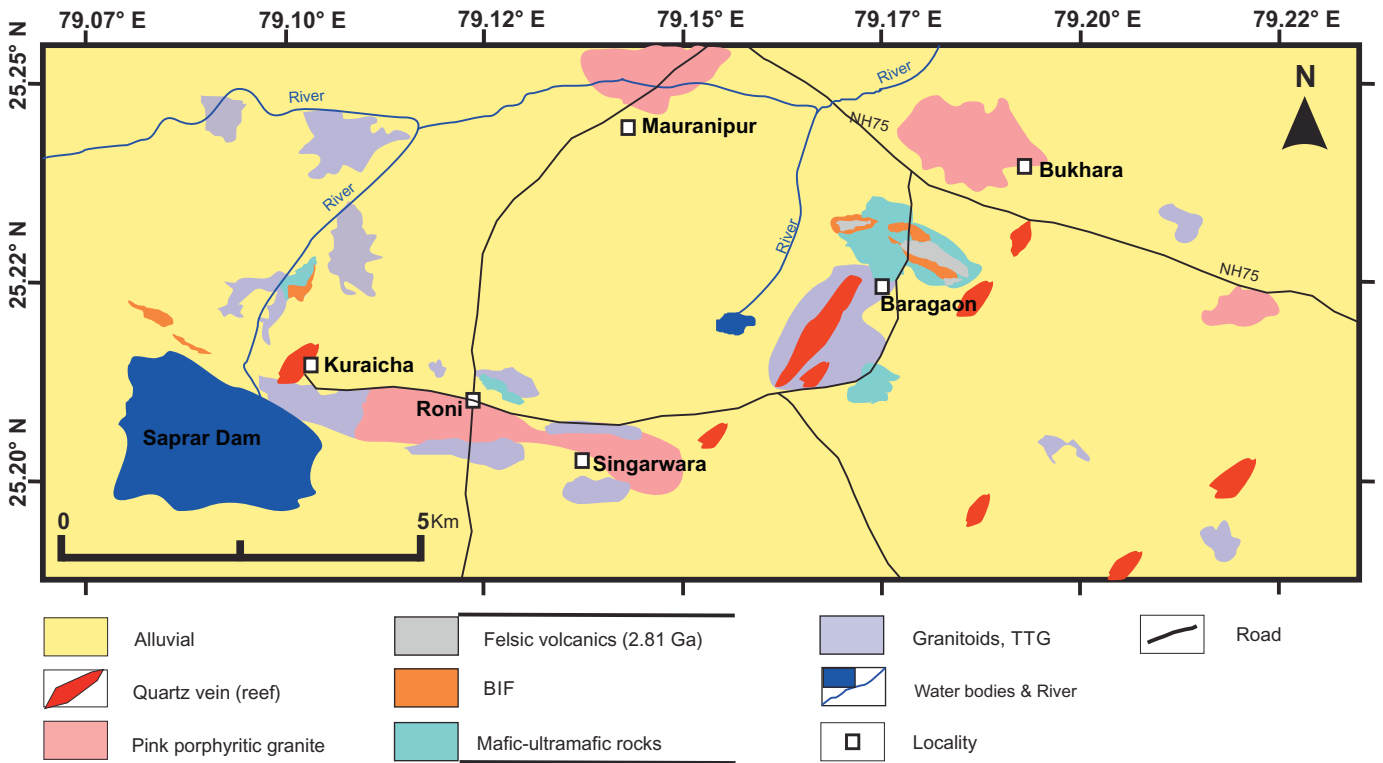 79.07° E 79.10° E 79.12° E 79.15° E 79.17° E 79.20° E 79.22° E
25.25° N
25.22° N
25.20° N
N
River
River
River
River
NH75
NH75
Mauranipur
Bukhara
Baragaon
Kuraicha
Roni
Singarwara
Saprar Dam
0 5 Km
Alluvial
Quartz vein (reef)
Pink porphyritic granite
Felsic volcanics (2.81 Ga)
BIF
Mafic-ultramafic rocks
Granitoids, TTG
Water bodies & River
Locality
Road